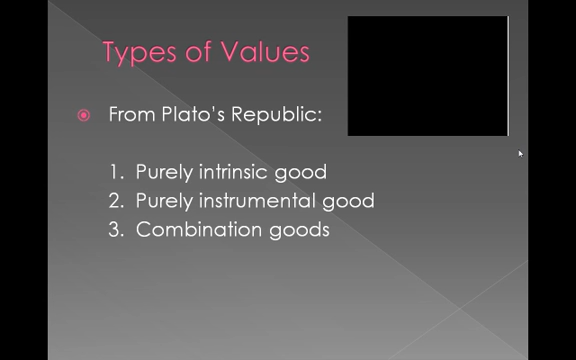 Types of Values
From Plato's Republic:
1. Purely intrinsic good
2. Purely instrumental good
3. Combination goods